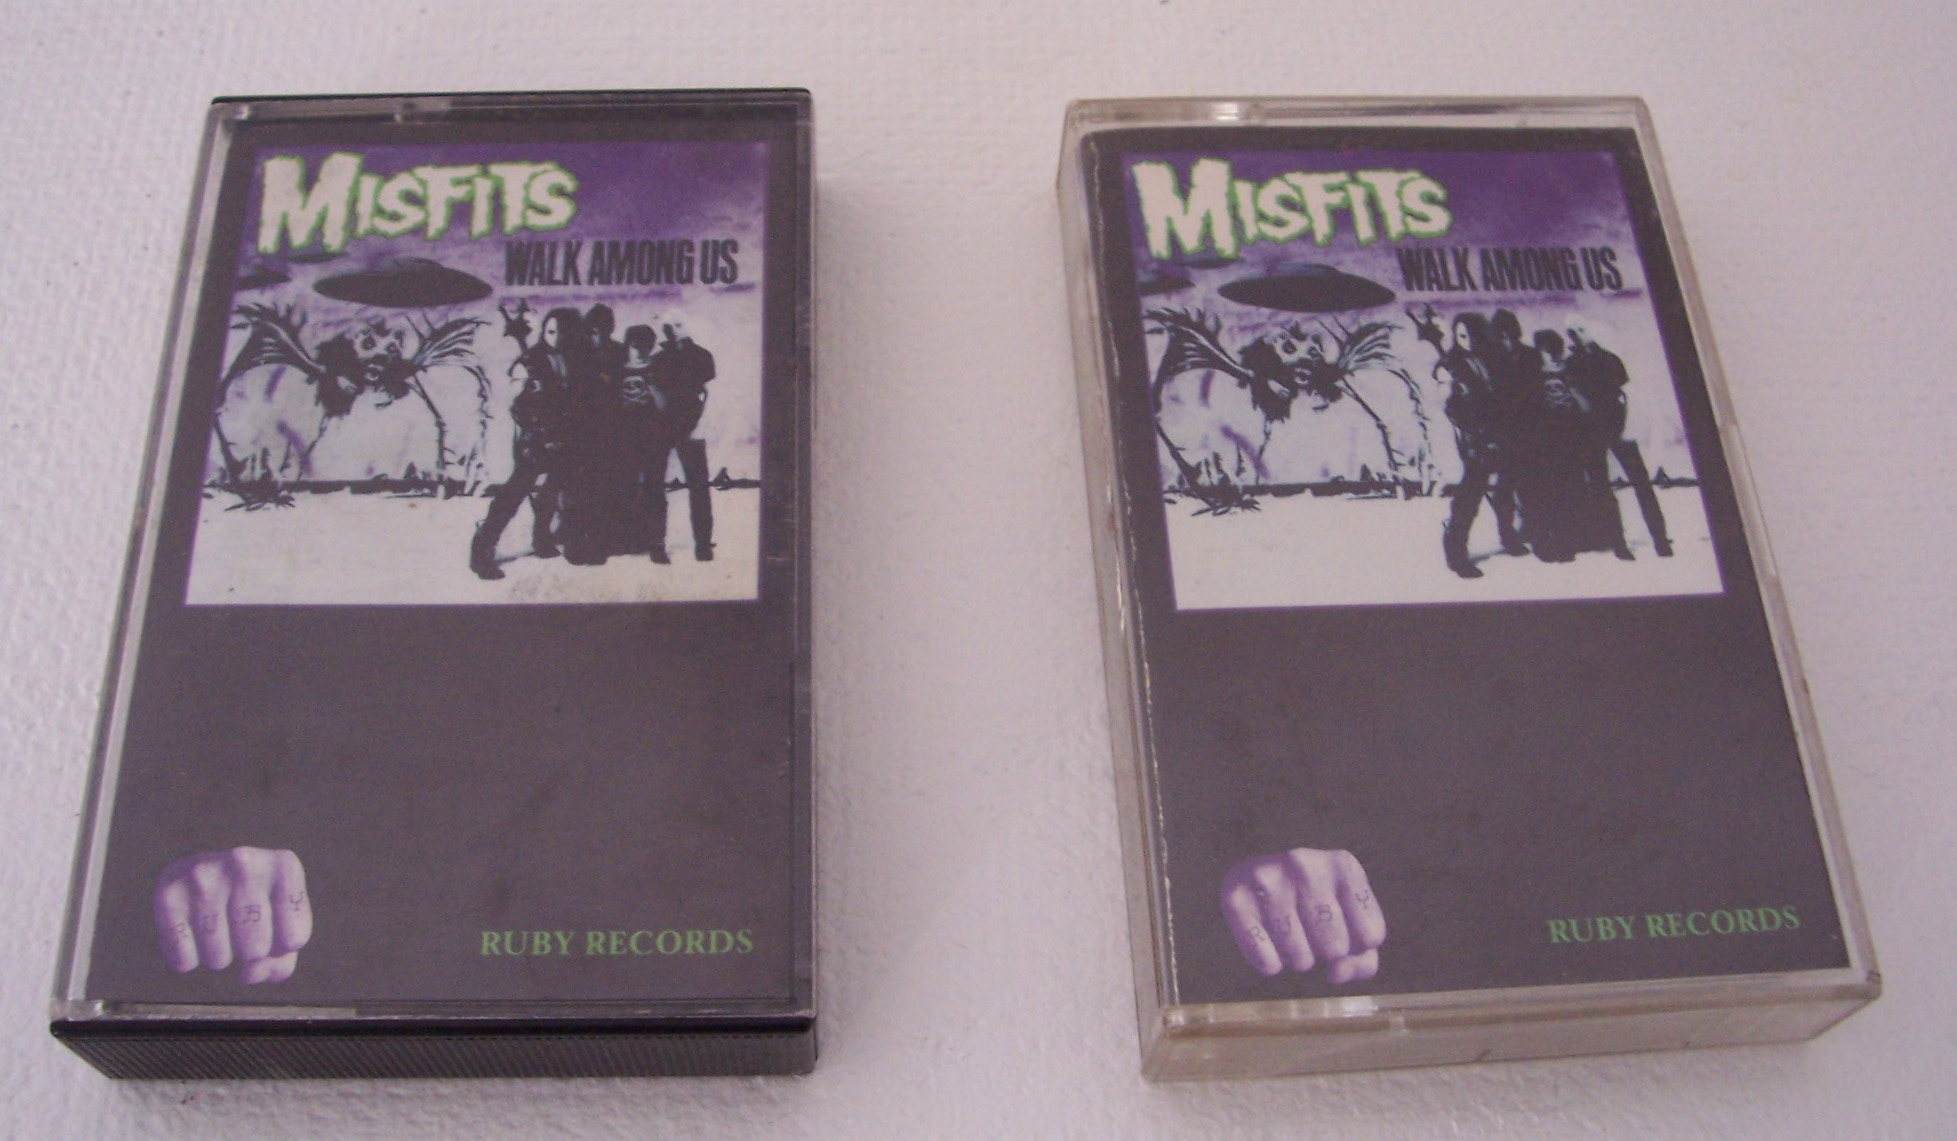 MISFITS
WALK AMONG US
RUBY
RUBY RECORDS
MISFITS
WALK AMONG US
RUBY
RUBY RECORDS